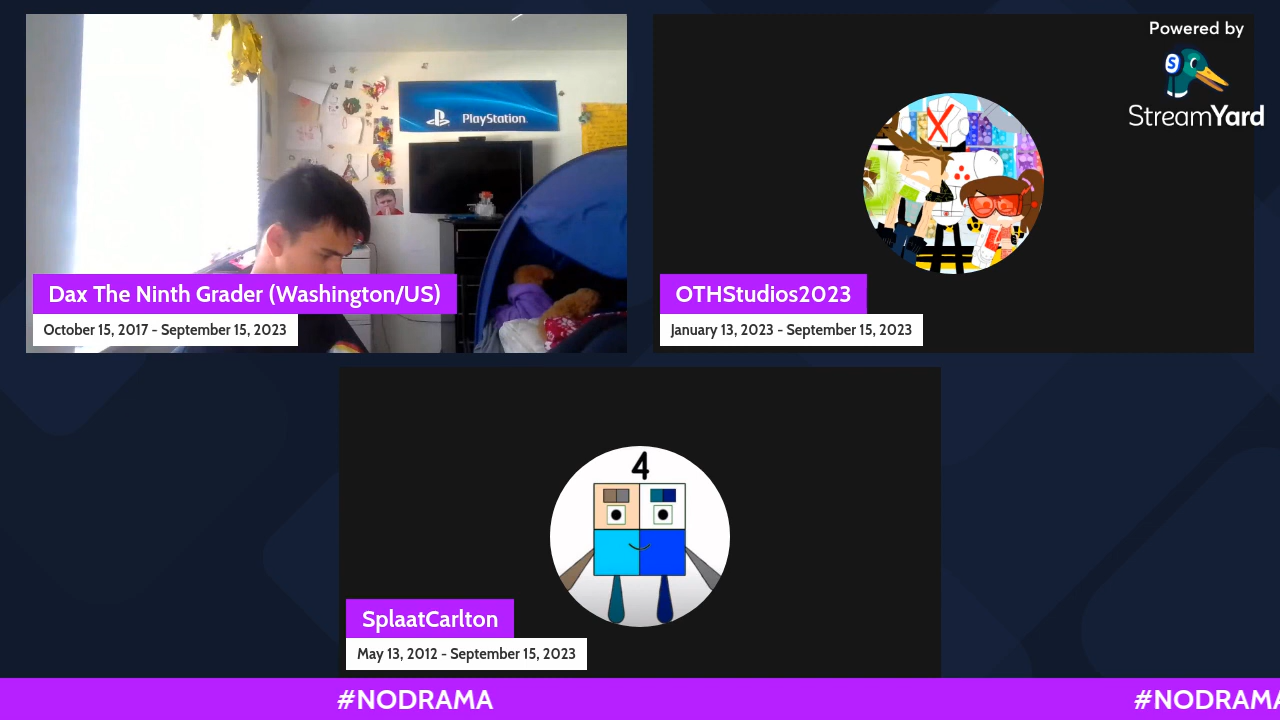 Powered by
StreamYard
PlayStation
Dax The Ninth Grader (Washington/US)
October 15, 2017 - September 15, 2023
OTHStudios2023
January 13, 2023 - September 15, 2023
4
SplaatCarlton
May 13, 2012 - September 15, 2023
#NODRAMA
#NODRAMA